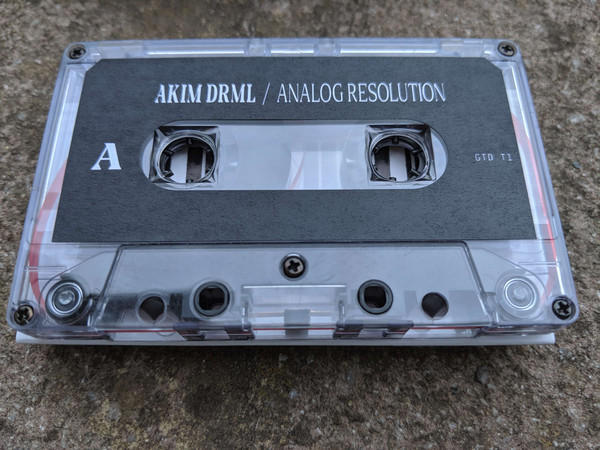 AKIM DRML / ANALOG RESOLUTION
A
GTD T1